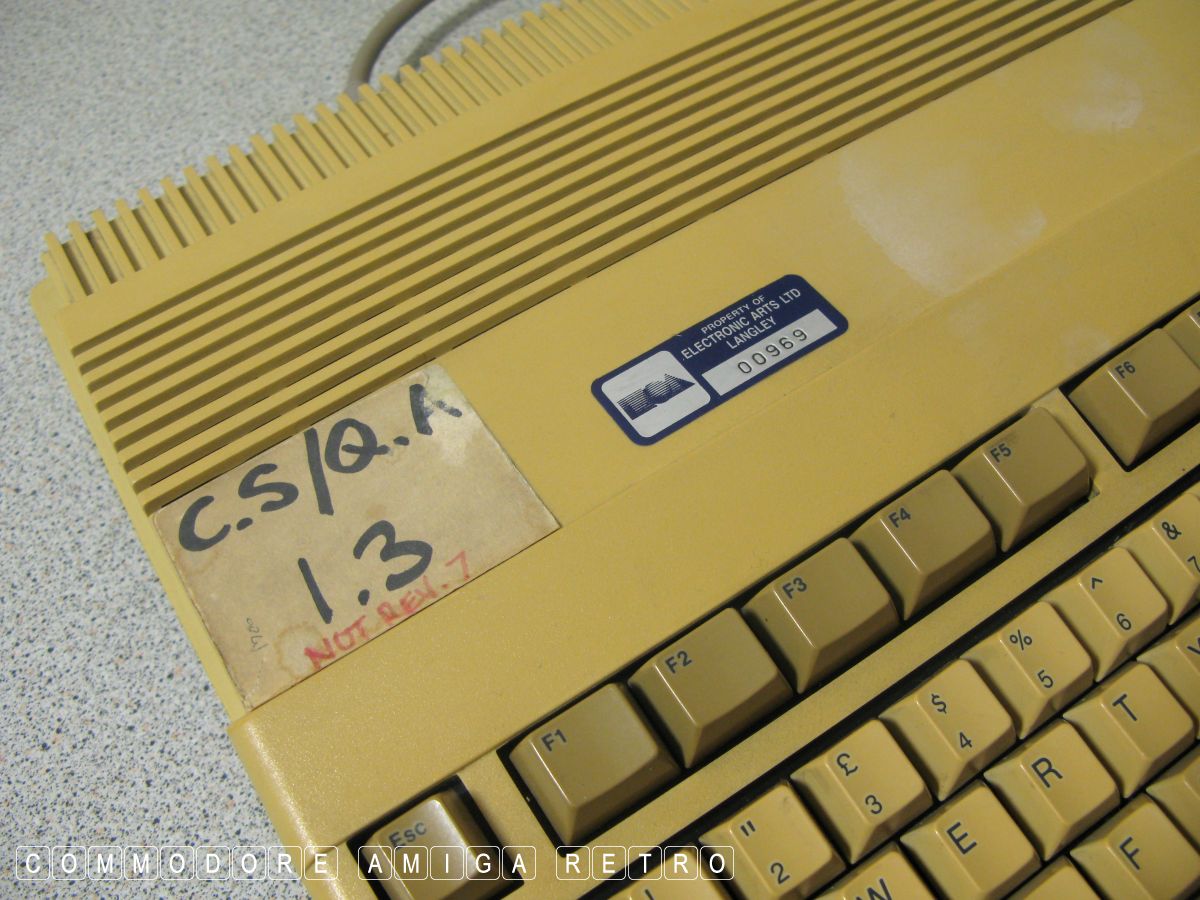 PROPERTY OF
ELECTRONIC ARTS LTD
LANGLEY
00969
C.S/Q.A
1.3
NOT REV. 7
F6
F5
F4
F3
F2
F1
Esc
& 7
^ 6
% 5
$ 4
£ 3
" 2
T
R
E
W
F
COMMODORE AMIGA RETRO